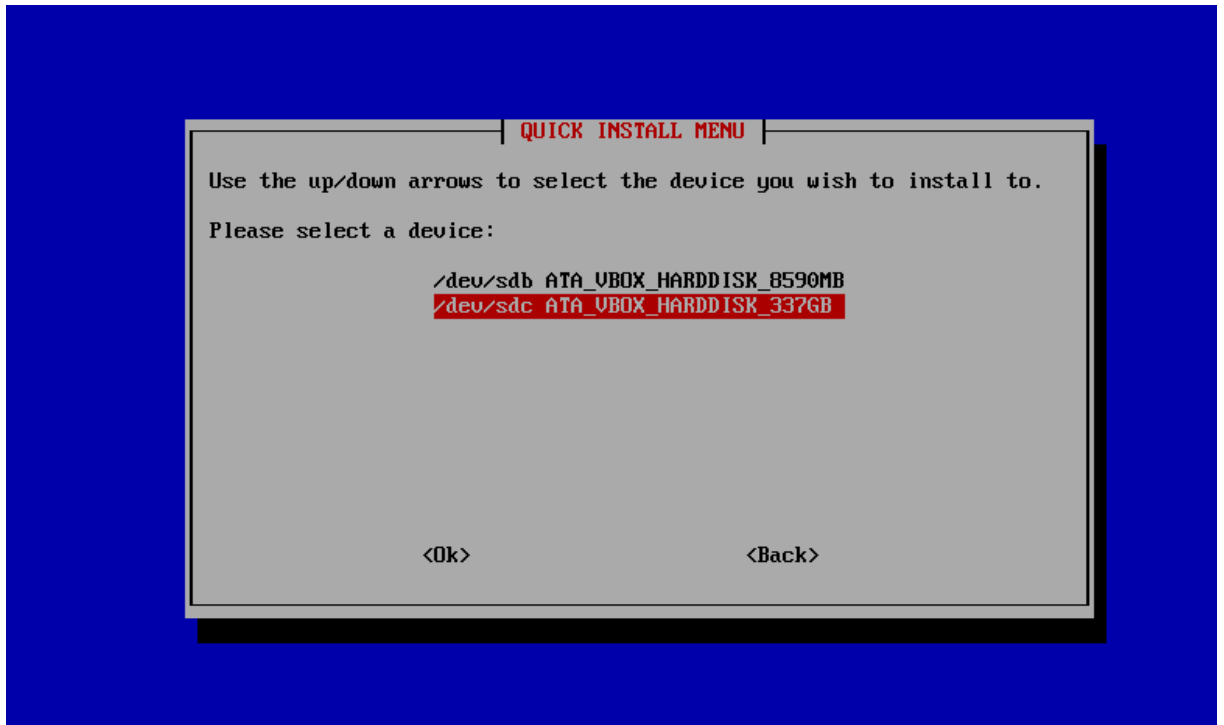 QUICK INSTALL MENU
Use the up/down arrows to select the device you wish to install to.
Please select a device:
/dev/sdb ATA_VBOX_HARDDISK_8590MB
/dev/sdc ATA_VBOX_HARDDISK_337GB
<Ok> <Back>